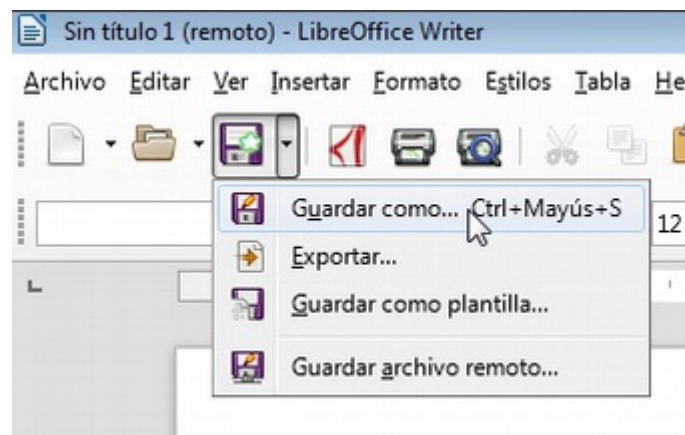 Sin título 1 (remoto) - LibreOffice Writer
Archivo Editar Ver Insertar Formato Estilos Tabla He
Guardar como... Ctrl+Mayús+S
12
Exportar...
Guardar como plantilla...
Guardar archivo remoto...